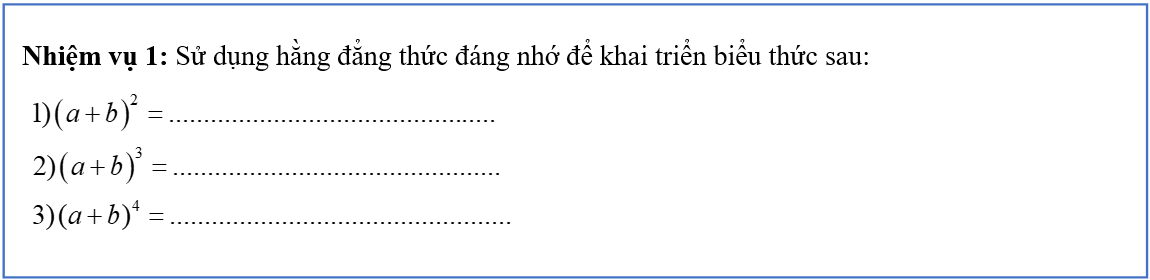 Nhiệm vụ 1: Sử dụng hằng đẳng thức đáng nhớ để khai triển biểu thức sau:
1)(a+b)² = ...............................................
2)(a+b)³ = ...............................................
3)(a+b)⁴ = .................................................